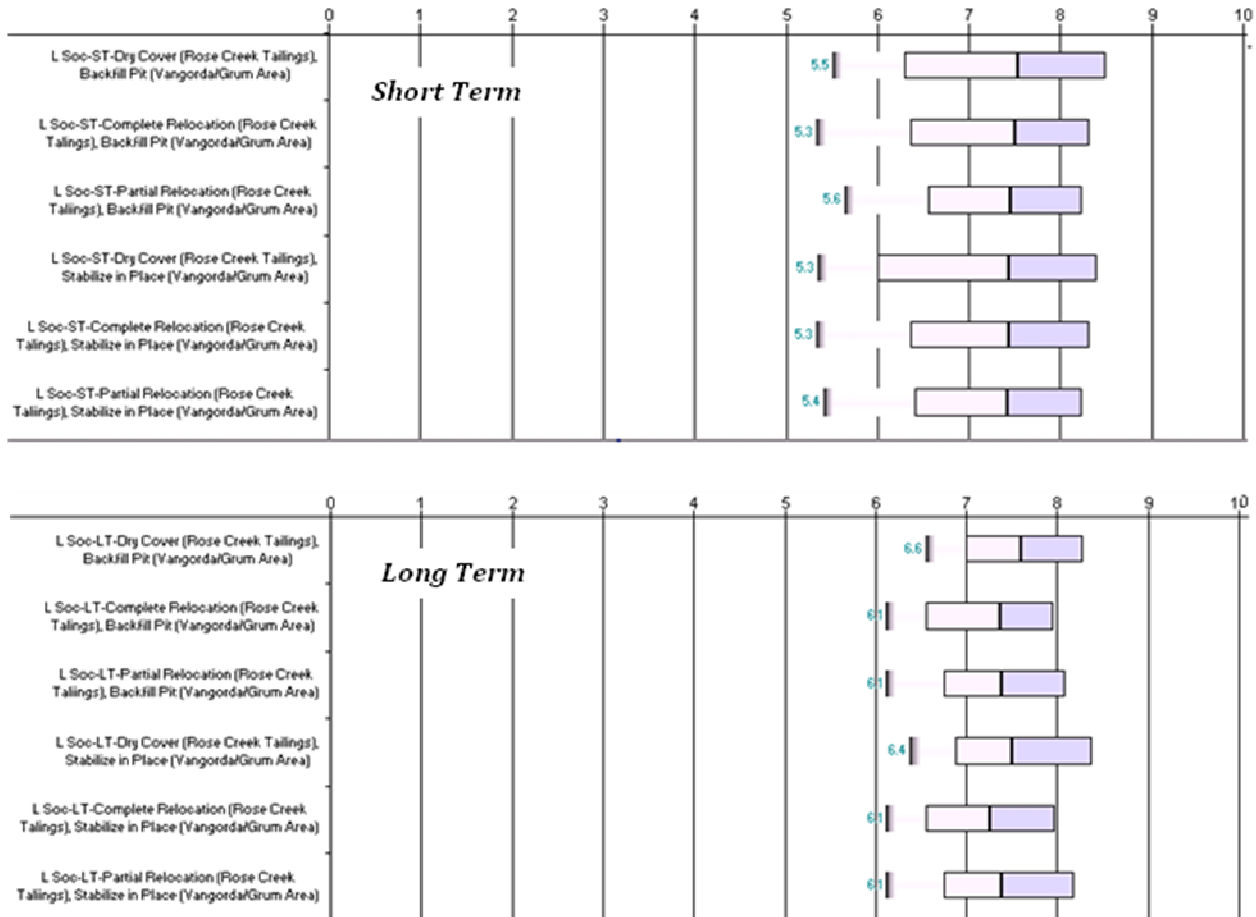 0 1 2 3 4 5 6 7 8 9 10
L Soc-ST-Dry Cover (Rose Creek Tailings),
Backfill Pit (Vangorda/Grum Area)
5.5
Short Term
L Soc-ST-Complete Relocation (Rose Creek
Talings), Backfill Pit (Vangorda/Grum Area)
5.3
L Soc-ST-Partial Relocation (Rose Creek
Taliings), Backfill Pit (Vangorda/Grum Area)
5.6
L Soc-ST-Dry Cover (Rose Creek Tailings),
Stabilize in Place (Vangorda/Grum Area)
5.3
L Soc-ST-Complete Relocation (Rose Creek
Talings), Stabilize in Place (Vangorda/Grum Area)
5.3
L Soc-ST-Partial Relocation (Rose Creek
Taliings), Stabilize in Place (Vangorda/Grum Area)
5.4
0 1 2 3 4 5 6 7 8 9 10
L Soc-LT-Dry Cover (Rose Creek Tailings),
Backfill Pit (Vangorda/Grum Area)
6.6
Long Term
L Soc-LT-Complete Relocation (Rose Creek
Talings), Backfill Pit (Vangorda/Grum Area)
6.1
L Soc-LT-Partial Relocation (Rose Creek
Taliings), Backfill Pit (Vangorda/Grum Area)
6.1
L Soc-LT-Dry Cover (Rose Creek Tailings),
Stabilize in Place (Vangorda/Grum Area)
6.4
L Soc-LT-Complete Relocation (Rose Creek
Talings), Stabilize in Place (Vangorda/Grum Area)
6.1
L Soc-LT-Partial Relocation (Rose Creek
Taliings), Stabilize in Place (Vangorda/Grum Area)
6.1